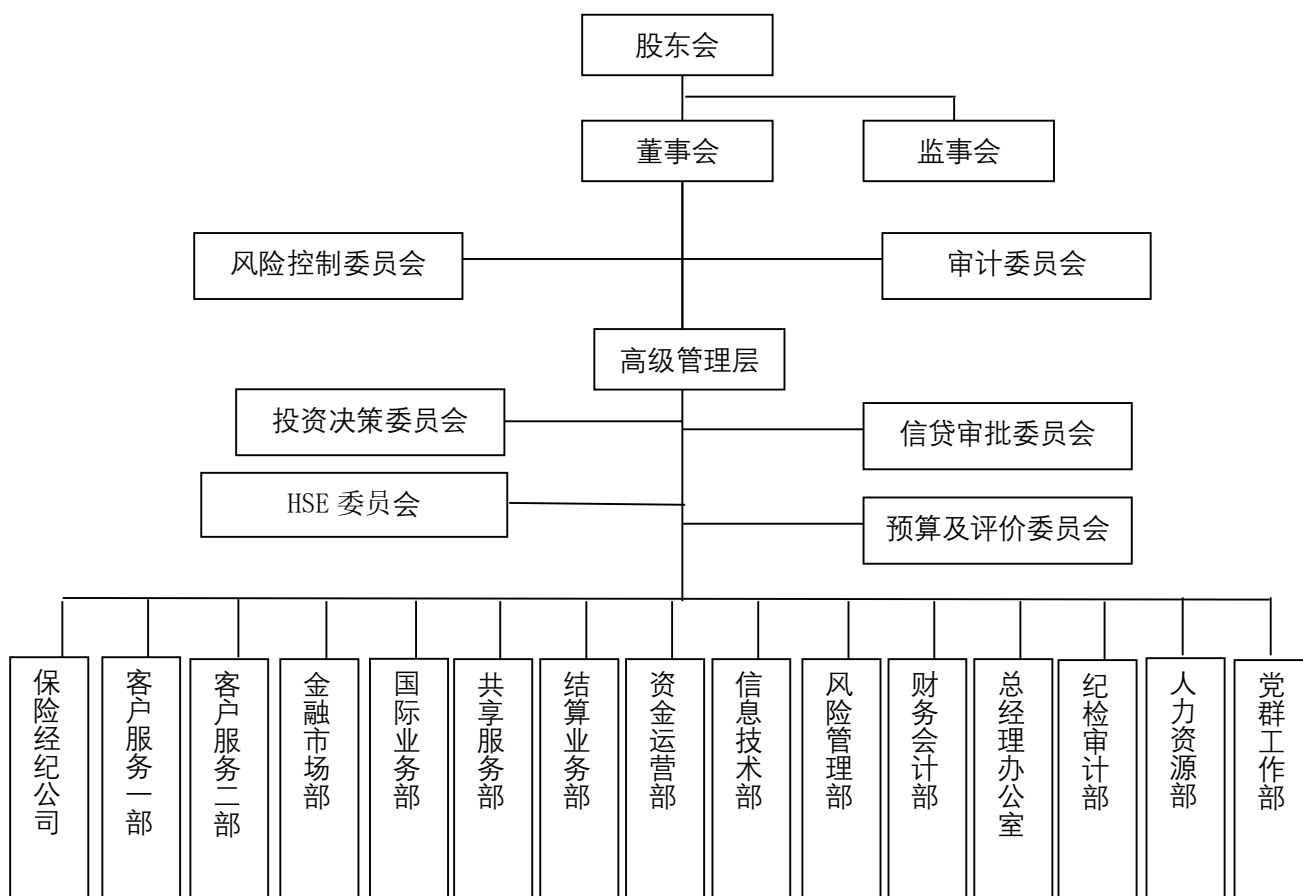 股东会
董事会
监事会
风险控制委员会
审计委员会
高级管理层
投资决策委员会
信贷审批委员会
HSE 委员会
预算及评价委员会
保险经纪公司
客户服务一部
客户服务二部
金融市场部
国际业务部
共享服务部
结算业务部
资金运营部
信息技术部
风险管理部
财务会计部
总经理办公室
纪检审计部
人力资源部
党群工作部